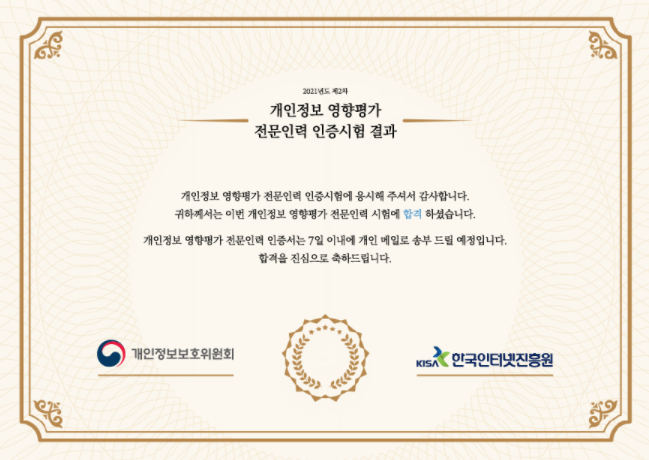 2021년도 제2차
개인정보 영향평가
전문인력 인증시험 결과
개인정보 영향평가 전문인력 인증시험에 응시해 주셔서 감사합니다.
귀하께서는 이번 개인정보 영향평가 전문인력 시험에 합격 하셨습니다.
개인정보 영향평가 전문인력 인증서는 7일 이내에 개인 메일로 송부 드릴 예정입니다.
합격을 진심으로 축하드립니다.
개인정보보호위원회
KISA 한국인터넷진흥원